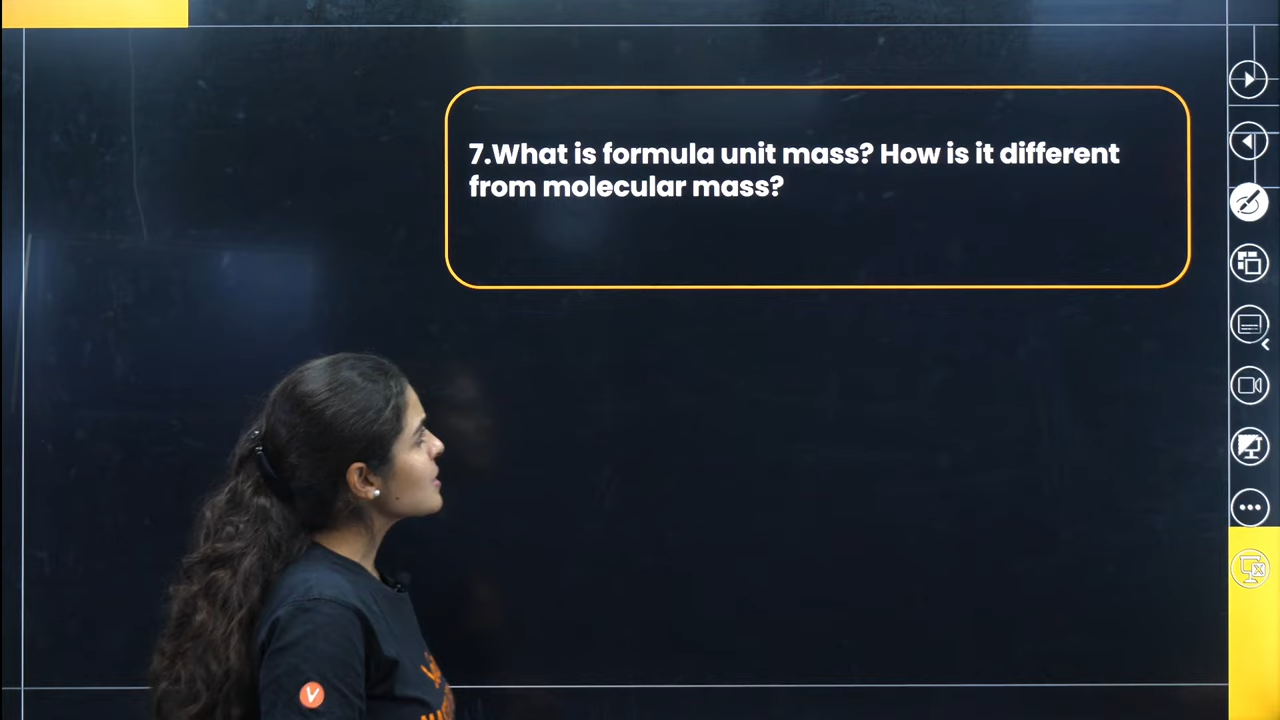 7.What is formula unit mass? How is it different
from molecular mass?
V